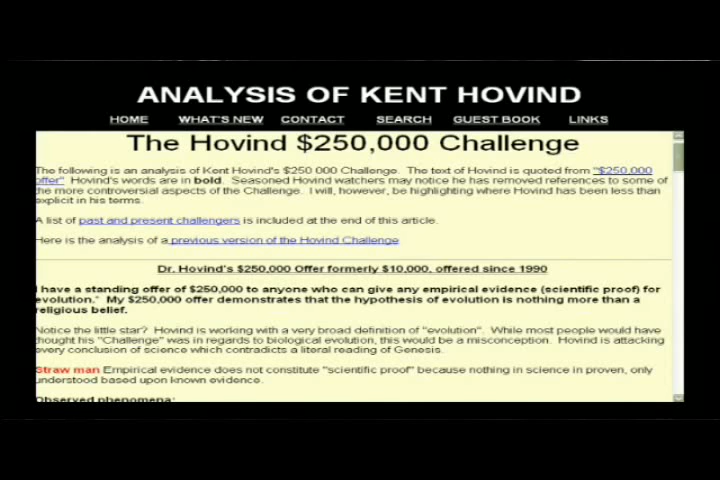 ANALYSIS OF KENT HOVIND
HOME WHAT'S NEW CONTACT SEARCH GUEST BOOK LINKS
The Hovind $250,000 Challenge
The following is an analysis of Kent Hovind's $250 000 Challenge. The text of Hovind is quoted from "$250,000
offer" Hovind's words are in bold. Seasoned Hovind watchers may notice he has removed references to some of
the more controversial aspects of the Challenge. I will, however, be highlighting where Hovind has been less than
explicit in his terms.
A list of past and present challengers is included at the end of this article.
Here is the analysis of a previous version of the Hovind Challenge
Dr. Hovind's $250,000 Offer formerly $10,000, offered since 1990
I have a standing offer of $250,000 to anyone who can give any empirical evidence (scientific proof) for
evolution.* My $250,000 offer demonstrates that the hypothesis of evolution is nothing more than a
religious belief.
Notice the little star? Hovind is working with a very broad definition of "evolution". While most people would have
thought his "Challenge" was in regards to biological evolution, this would be a misconception. Hovind is attacking
every conclusion of science which contradicts a literal reading of Genesis.
Straw man Empirical evidence does not constitute "scientific proof" because nothing in science in proven, only
understood based upon known evidence.
Observed phenomena: